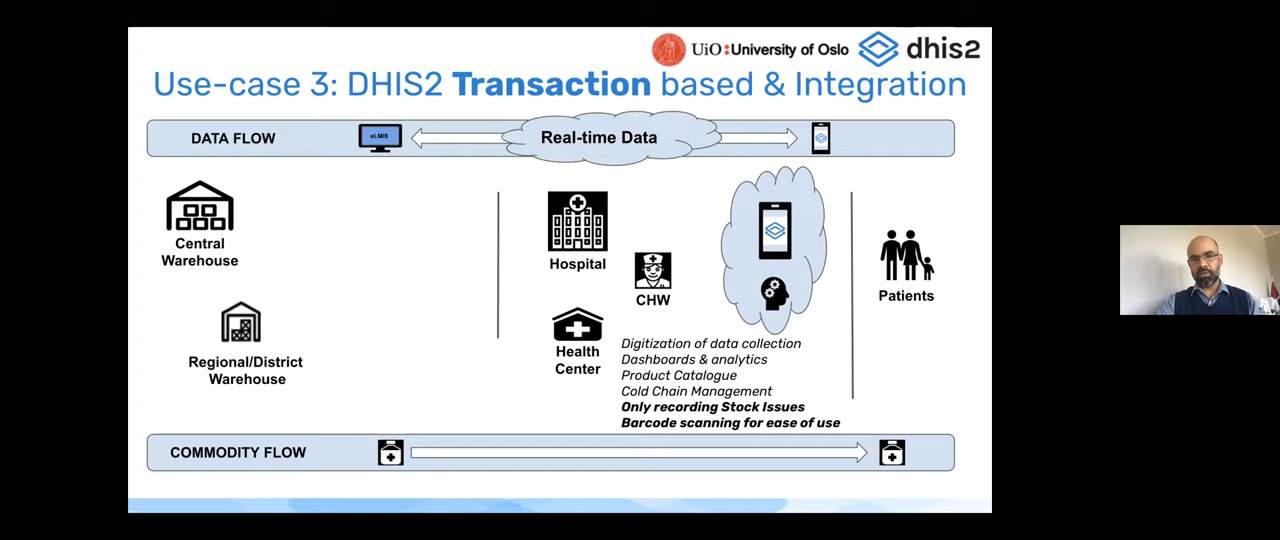 UiO:University of Oslo dhis2
Use-case 3: DHIS2 Transaction based & Integration
DATA FLOW
eLMIS
Real-time Data
Central
Warehouse
Hospital
CHW
Patients
Regional/District
Warehouse
Health
Center
Digitization of data collection
Dashboards & analytics
Product Catalogue
Cold Chain Management
Only recording Stock Issues
Barcode scanning for ease of use
COMMODITY FLOW